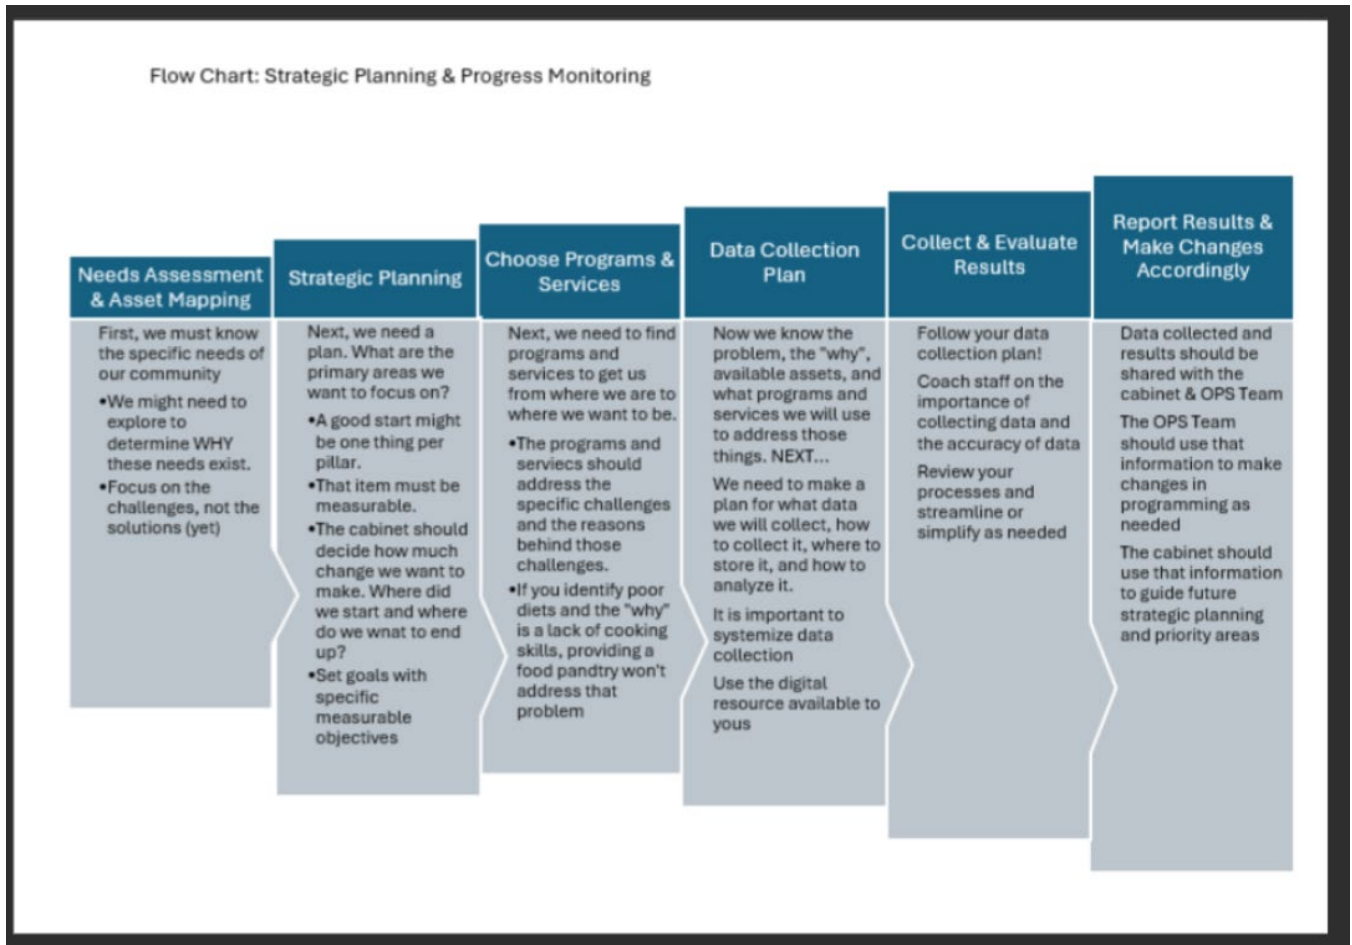 Flow Chart: Strategic Planning & Progress Monitoring
Needs Assessment
& Asset Mapping
First, we must know
the specific needs of
our community
•We might need to
explore to
determine WHY
these needs exist.
•Focus on the
challenges, not the
solutions (yet)
Strategic Planning
Next, we need a
plan. What are the
primary areas we
want to focus on?
•A good start might
be one thing per
pillar.
•That item must be
measurable.
•The cabinet should
decide how much
change we want to
make. Where did
we start and where
do we wnat to end
up?
•Set goals with
specific
measurable
objectives
Choose Programs &
Services
Next, we need to find
programs and
services to get us
from where we are to
where we want to be.
•The programs and
serviecs should
address the
specific challenges
and the reasons
behind those
challenges.
•If you identify poor
diets and the "why"
is a lack of cooking
skills, providing a
food pandtry won't
address that
problem
Data Collection
Plan
Now we know the
problem, the "why",
available assets, and
what programs and
services we will use
to address those
things. NEXT...
We need to make a
plan for what data
we will collect, how
to collect it, where to
store it, and how to
analyze it.
It is important to
systemize data
collection
Use the digital
resource available to
yous
Collect & Evaluate
Results
Follow your data
collection plan!
Coach staff on the
importance of
collecting data and
the accuracy of data
Review your
processes and
streamline or
simplify as needed
Report Results &
Make Changes
Accordingly
Data collected and
results should be
shared with the
cabinet & OPS Team
The OPS Team
should use that
information to make
changes in
programming as
needed
The cabinet should
use that information
to guide future
strategic planning
and priority areas